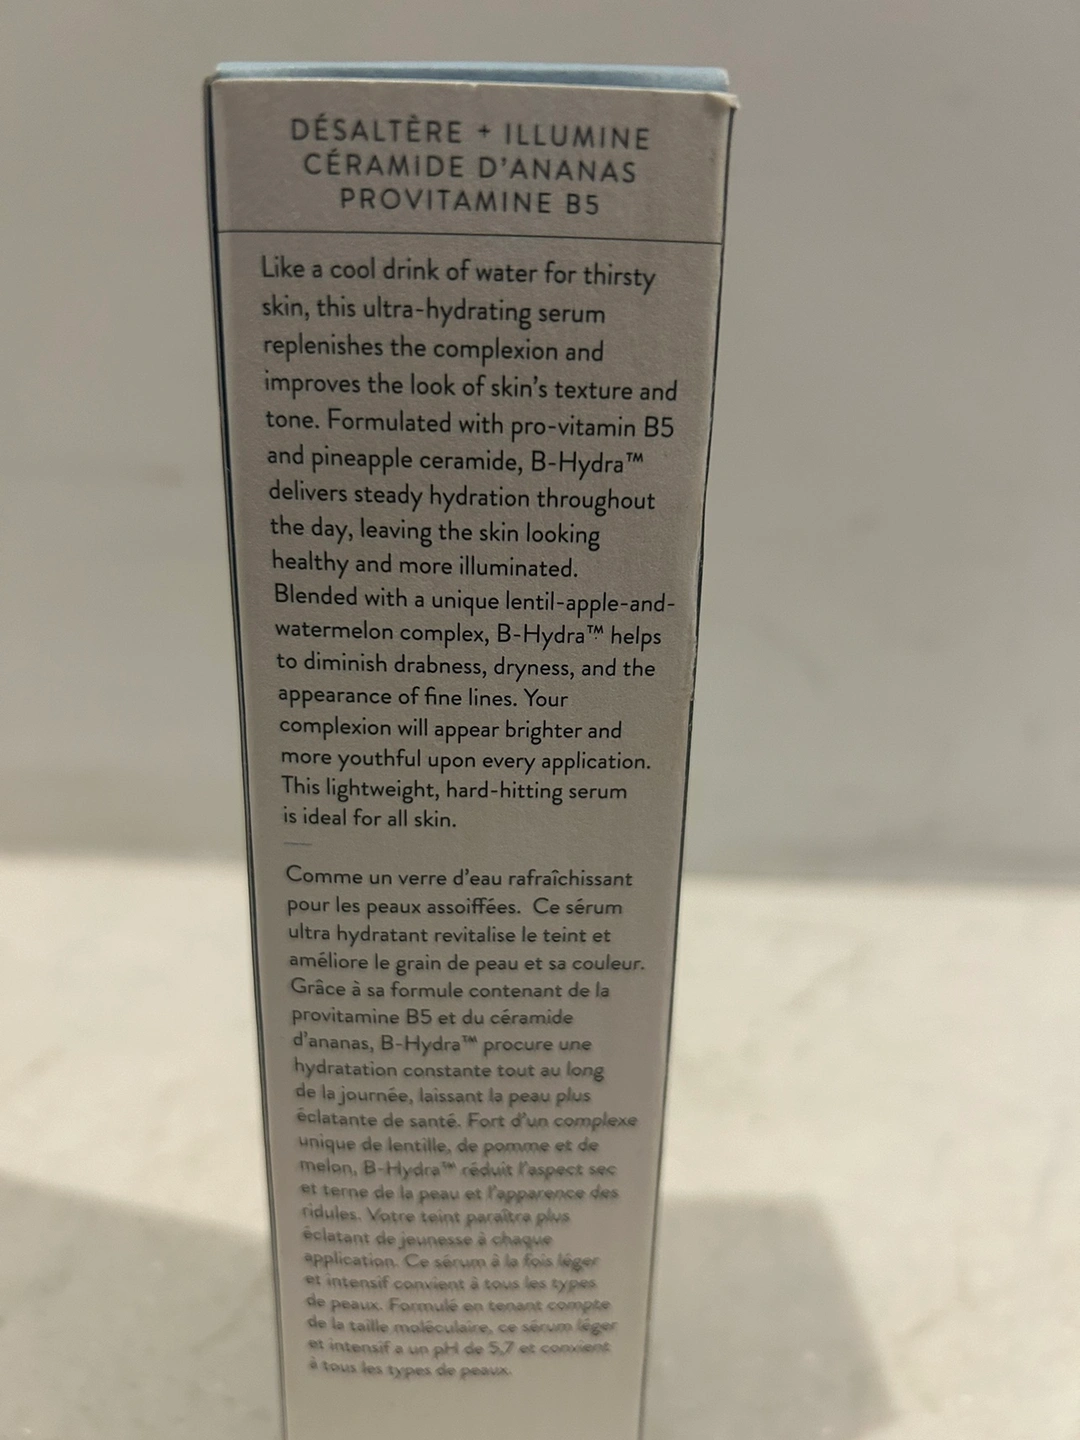 DÉSALTÈRE + ILLUMINE
CÉRAMIDE D'ANANAS
PROVITAMINE B5
Like a cool drink of water for thirsty
skin, this ultra-hydrating serum
replenishes the complexion and
improves the look of skin's texture and
tone. Formulated with pro-vitamin B5
and pineapple ceramide, B-Hydra™
delivers steady hydration throughout
the day, leaving the skin looking
healthy and more illuminated.
Blended with a unique lentil-apple-and-
watermelon complex, B-Hydra™ helps
to diminish drabness, dryness, and the
appearance of fine lines. Your
complexion will appear brighter and
more youthful upon every application.
This lightweight, hard-hitting serum
is ideal for all skin.
Comme un verre d'eau rafraîchissant
pour les peaux assoiffées. Ce sérum
ultra hydratant revitalise le teint et
améliore le grain de peau et sa couleur.
Grâce à sa formule contenant de la
provitamine B5 et du céramide
d'ananas, B-Hydra™ procure une
hydratation constante tout au long
de la journée, laissant la peau plus
éclatante de santé. Fort d'un complexe
unique de lentille, de pomme et de
melon, B-Hydra™ réduit l'aspect sec
et terne de la peau et l'apparence des
ridules. Votre teint paraîtra plus
éclatant de jeunesse à chaque
application. Ce sérum à la fois léger
et intensif convient à tous les types
de peaux. Formulé en tenant compte
de la taille moléculaire, ce sérum léger
et intensif a un pH de 5,7 et convient
à tous les types de peaux.